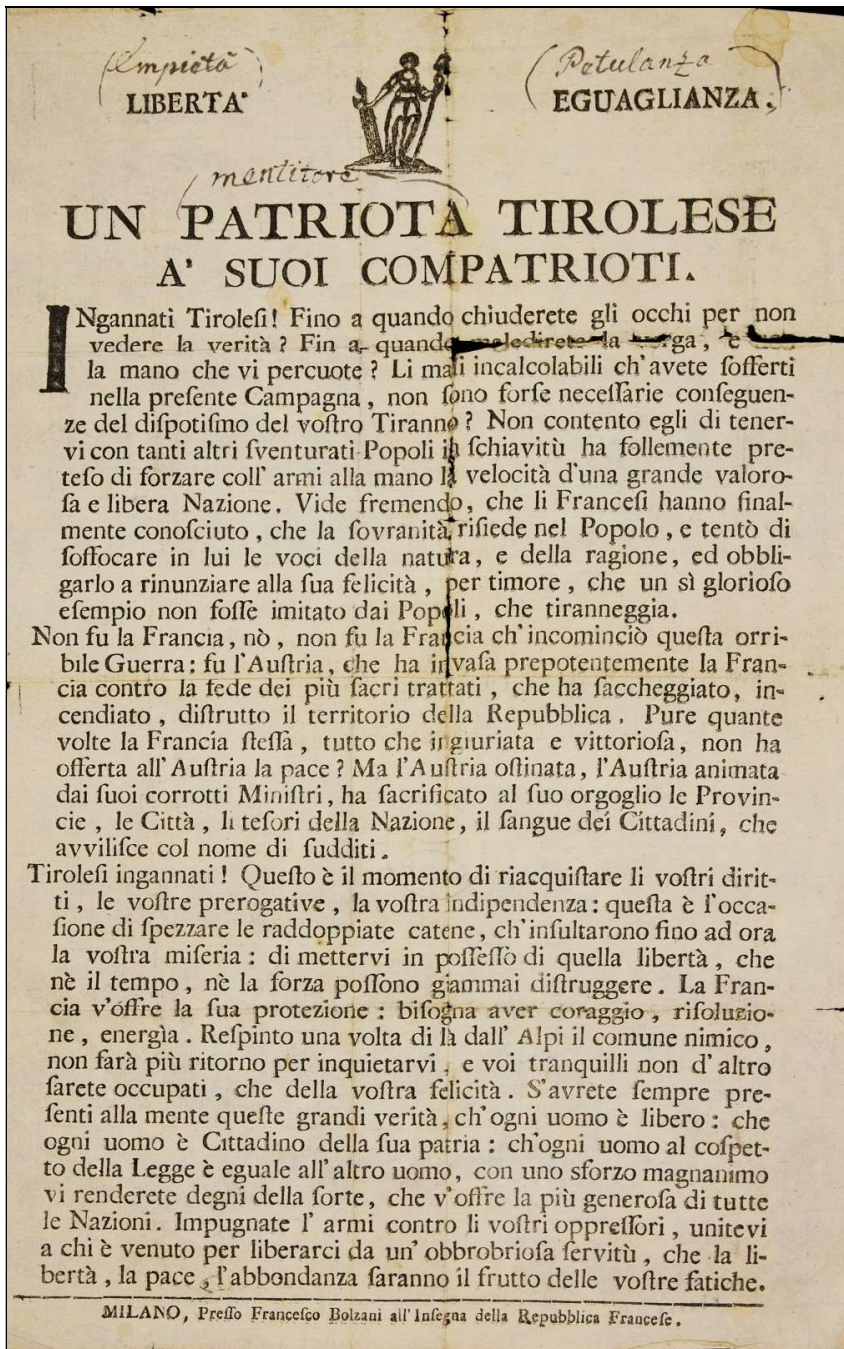 Empietà
Petulanza
LIBERTA'
EGUAGLIANZA.
mentitore
UN PATRIOTA TIROLESE
A' SUOI COMPATRIOTI.
INgannati Tiroleſi! Fino a quando chiuderete gli occhi per non
vedere la verità? Fin a quando maledirete la verga, e
la mano che vi percuote? Li mali incalcolabili ch'avete ſofferti
nella preſente Campagna, non ſono forſe neceſſarie conſeguen-
ze del diſpotiſmo del voſtro Tiranno? Non contento egli di tener-
vi con tanti altri ſventurati Popoli in ſchiavitù ha follemente pre-
teſo di forzare coll' armi alla mano la velocità d'una grande valoro-
ſa e libera Nazione. Vide fremendo, che li Franceſi hanno final-
mente conoſciuto, che la ſovranità riſiede nel Popolo, e tentò di
ſoffocare in lui le voci della natura, e della ragione, ed obbli-
garlo a rinunziare alla ſua felicità, per timore, che un sì glorioſo
eſempio non foſſe imitato dai Popoli, che tiranneggia.
Non fu la Francia, nò, non fu la Francia ch'incominciò queſta orri-
bile Guerra: fu l'Auſtria, che ha invaſa prepotentemente la Fran-
cia contro la fede dei più ſacri trattati, che ha ſaccheggiato, in-
cendiato, diſtrutto il territorio della Repubblica. Pure quante
volte la Francia ſteſſa, tutto che ingiuriata e vittorioſa, non ha
offerta all'Auſtria la pace? Ma l'Auſtria oſtinata, l'Auſtria animata
dai ſuoi corrotti Miniſtri, ha ſacrificato al ſuo orgoglio le Provin-
cie, le Città, li teſori della Nazione, il ſangue dei Cittadini, che
avviliſce col nome di ſudditi.
Tiroleſi ingannati! Queſto è il momento di riacquiſtare li voſtri dirit-
ti, le voſtre prerogative, la voſtra indipendenza: queſta è l'occa-
ſione di ſpezzare le raddoppiate catene, ch'inſultarono fino ad ora
la voſtra miſeria: di mettervi in poſſeſſo di quella libertà, che
nè il tempo, nè la forza poſſono giammai diſtruggere. La Fran-
cia v'offre la ſua protezione: biſogna aver coraggio, riſoluzio-
ne, energìa. Reſpinto una volta di là dall' Alpi il comune nimico,
non farà più ritorno per inquietarvi, e voi tranquilli non d'altro
ſarete occupati, che della voſtra felicità. S'avrete ſempre pre-
ſenti alla mente queſte grandi verità, ch'ogni uomo è libero: che
ogni uomo è Cittadino della ſua patria: ch'ogni uomo al coſpet-
to della Legge è eguale all'altro uomo, con uno sforzo magnanimo
vi renderete degni della ſorte, che v'offre la più generoſa di tutte
le Nazioni. Impugnate l' armi contro li voſtri oppreſſori, unitevi
a chi è venuto per liberarci da un' obbrobrioſa ſervitù, che la li-
bertà, la pace, l'abbondanza ſaranno il frutto delle voſtre fatiche.
MILANO, Preſſo Franceſco Bolzani all'Inſegna della Repubblica Franceſe.